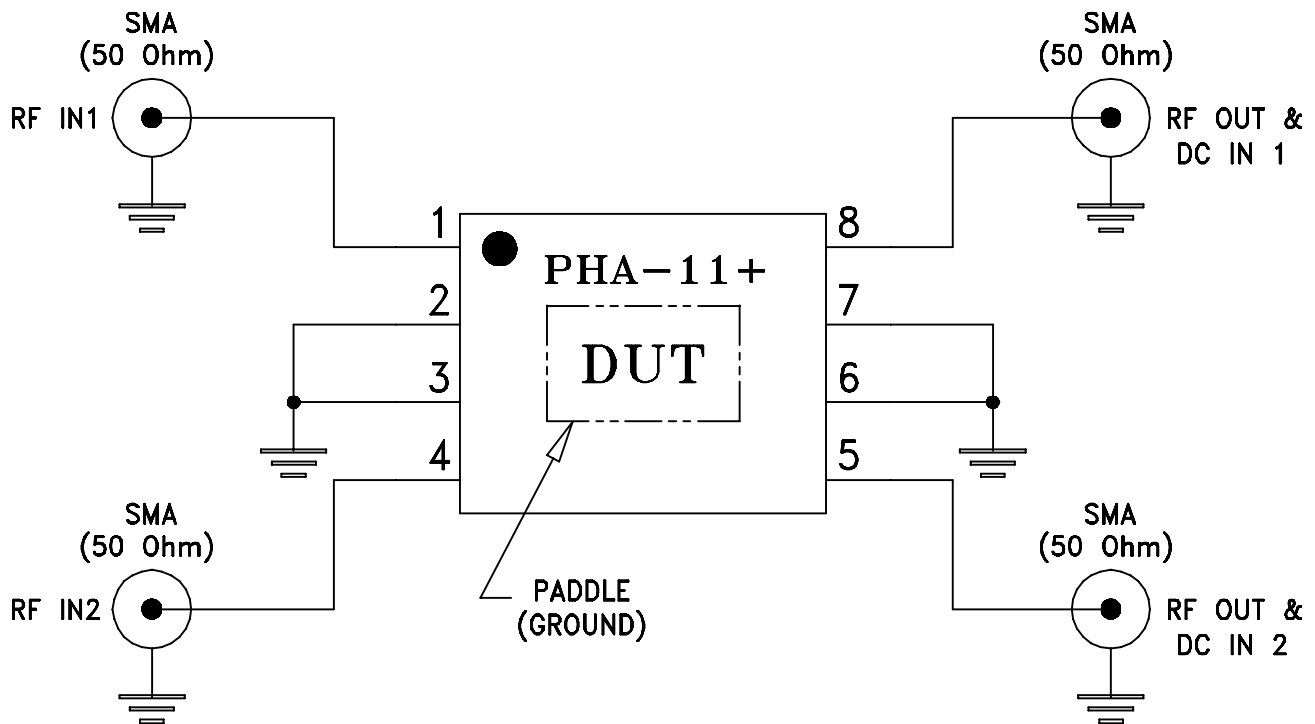 SMA
(50 Ohm)
RF IN1
SMA
(50 Ohm)
RF OUT &
DC IN 1
1
8
PHA-11+
2
7
DUT
3
6
4
5
SMA
(50 Ohm)
RF IN2
PADDLE
(GROUND)
SMA
(50 Ohm)
RF OUT &
DC IN 2